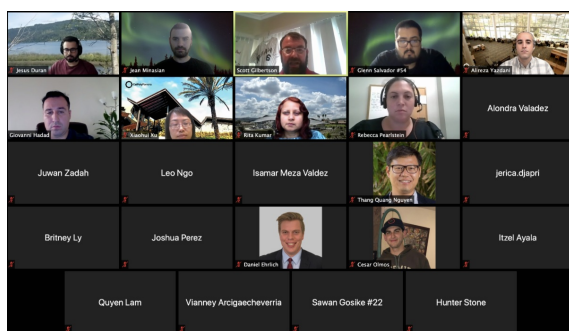 Jesus Duran
Jean Minasian
Scott Gilbertson
Glenn Salvador #54
Alireza Yazdani
Giovanni Hadad
Xiaohui Xu
Rita Kumar
Rebecca Pearlstein
Alondra Valadez
Juwan Zadah
Leo Ngo
Isamar Meza Valdez
Thang Quang Nguyen
jerica.djapri
Britney Ly
Joshua Perez
Daniel Ehrlich
Cesar Olmos
Itzel Ayala
Quyen Lam
Vianney Arcigaecheverria
Sawan Gosike #22
Hunter Stone